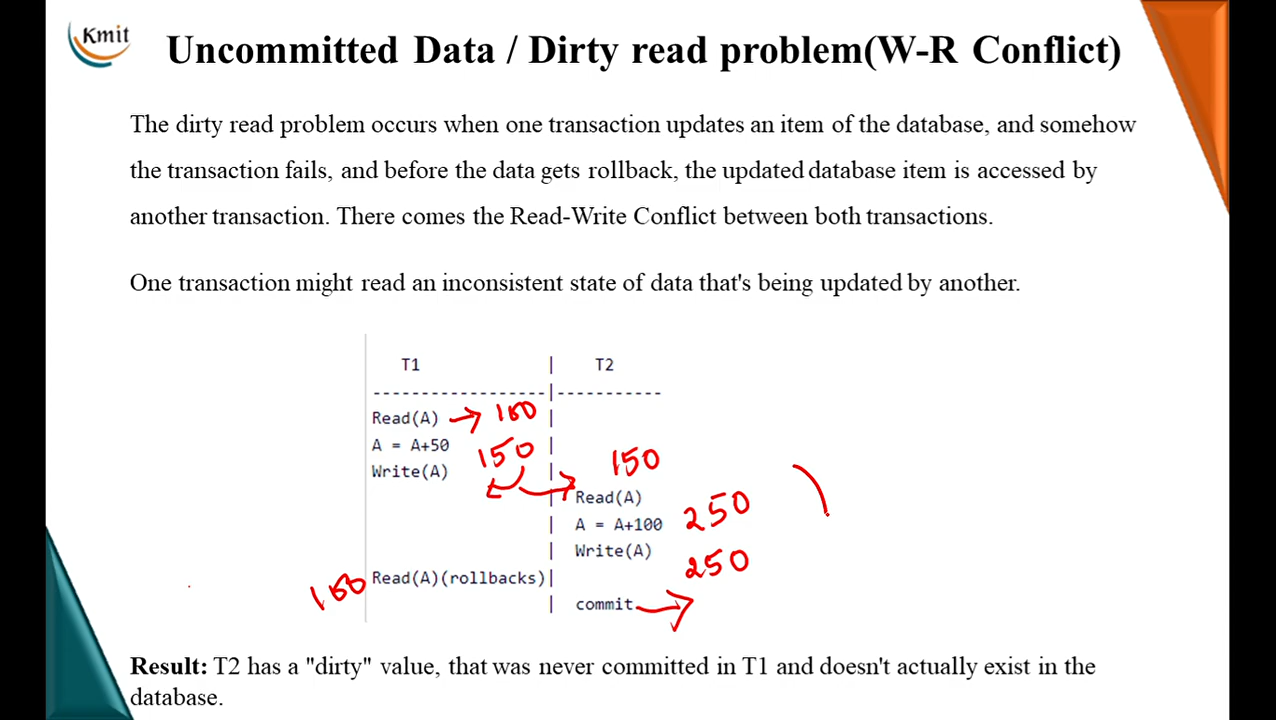 Kmit
Uncommitted Data / Dirty read problem(W-R Conflict)
The dirty read problem occurs when one transaction updates an item of the database, and somehow
the transaction fails, and before the data gets rollback, the updated database item is accessed by
another transaction. There comes the Read-Write Conflict between both transactions.
One transaction might read an inconsistent state of data that's being updated by another.
T1 | T2
------------------|-----------
Read(A) → 100 |
A = A+50 150 |
Write(A) | 150
| Read(A)
| A = A+100 250
| Write(A) 250
100 Read(A)(rollbacks)|
| commit →
Result: T2 has a "dirty" value, that was never committed in T1 and doesn't actually exist in the
database.